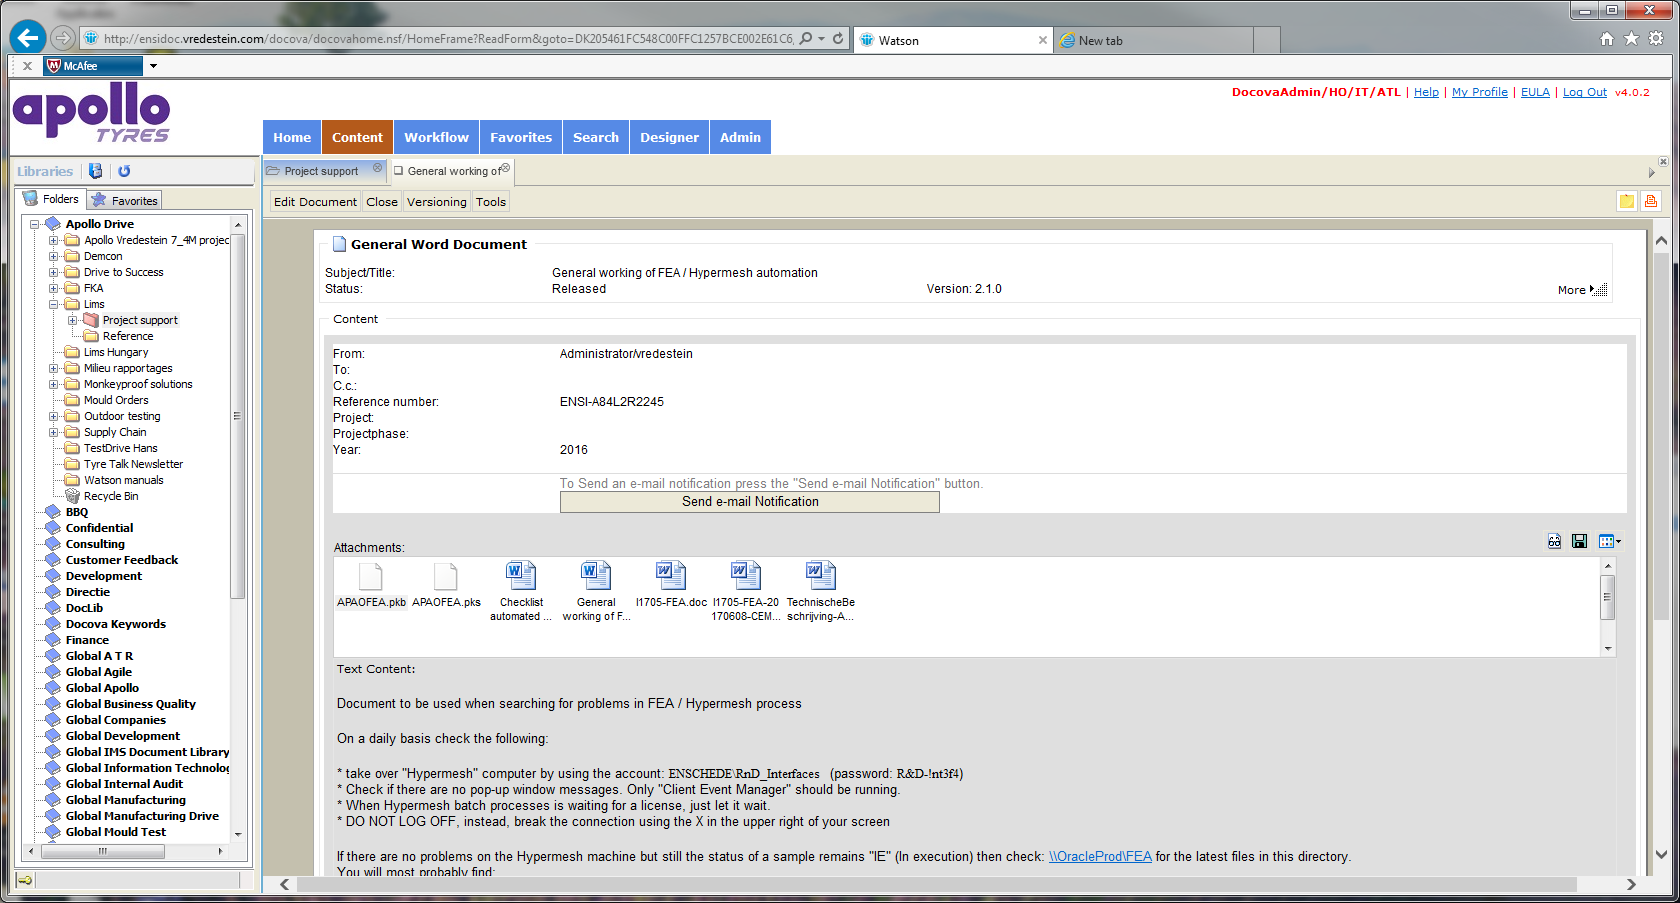 http://ensidoc.vredestein.com/docova/docovahome.nsf/HomeFrame?ReadForm&goto=DK205461FC548C00FFC1257BCE002E61C6,
Watson
New tab
McAfee
apollo
TYRES
DocovaAdmin/HO/IT/ATL | Help | My Profile | EULA | Log Out v4.0.2
Home Content Workflow Favorites Search Designer Admin
Libraries
Project support
General working of
Folders
Favorites
Edit Document Close Versioning Tools
Apollo Drive
Apollo Vredestein 7_4M projec
Demcon
Drive to Success
FKA
Lims
Project support
Reference
Lims Hungary
Milieu rapportages
Monkeyproof solutions
Mould Orders
Outdoor testing
Supply Chain
TestDrive Hans
Tyre Talk Newsletter
Watson manuals
Recycle Bin
BBQ
Confidential
Consulting
Customer Feedback
Development
Directie
DocLib
Docova Keywords
Finance
Global A T R
Global Agile
Global Apollo
Global Business Quality
Global Companies
Global Development
Global IMS Document Library
Global Information Technolog
Global Internal Audit
Global Manufacturing
Global Manufacturing Drive
Global Mould Test
General Word Document
Subject/Title: General working of FEA / Hypermesh automation
Status: Released Version: 2.1.0
More
Content
From: Administrator/vredestein
To:
C.c.:
Reference number: ENSI-A84L2R2245
Project:
Projectphase:
Year: 2016
To Send an e-mail notification press the "Send e-mail Notification" button.
Send e-mail Notification
Attachments:
APAOFEA.pkb
APAOFEA.pks
Checklist
automated ...
General
working of F...
I1705-FEA.doc
I1705-FEA-20
170608-CEM...
TechnischeBe
schrijving-A...
Text Content:
Document to be used when searching for problems in FEA / Hypermesh process
On a daily basis check the following:
* take over "Hypermesh" computer by using the account: ENSCHEDE\RnD_Interfaces (password: R&D-!nt3f4)
* Check if there are no pop-up window messages. Only "Client Event Manager" should be running.
* When Hypermesh batch processes is waiting for a license, just let it wait.
* DO NOT LOG OFF, instead, break the connection using the X in the upper right of your screen
If there are no problems on the Hypermesh machine but still the status of a sample remains "IE" (In execution) then check: \\OracleProd\FEA for the latest files in this directory.
You will most probably find: